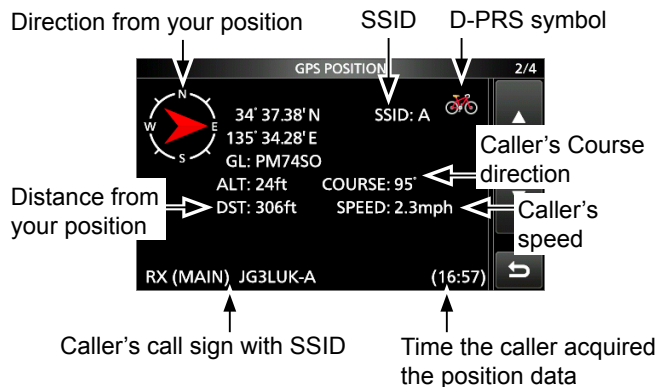 Direction from your position
SSID
D-PRS symbol
GPS POSITION
2/4
N
W
E
S
34° 37.38' N
SSID: A
135° 34.28' E
GL: PM74SO
Caller's Course
direction
ALT: 24ft
COURSE: 95°
Distance from
your position
DST: 306ft
SPEED: 2.3mph
Caller's
speed
RX (MAIN) JG3LUK-A
(16:57)
Caller's call sign with SSID
Time the caller acquired
the position data